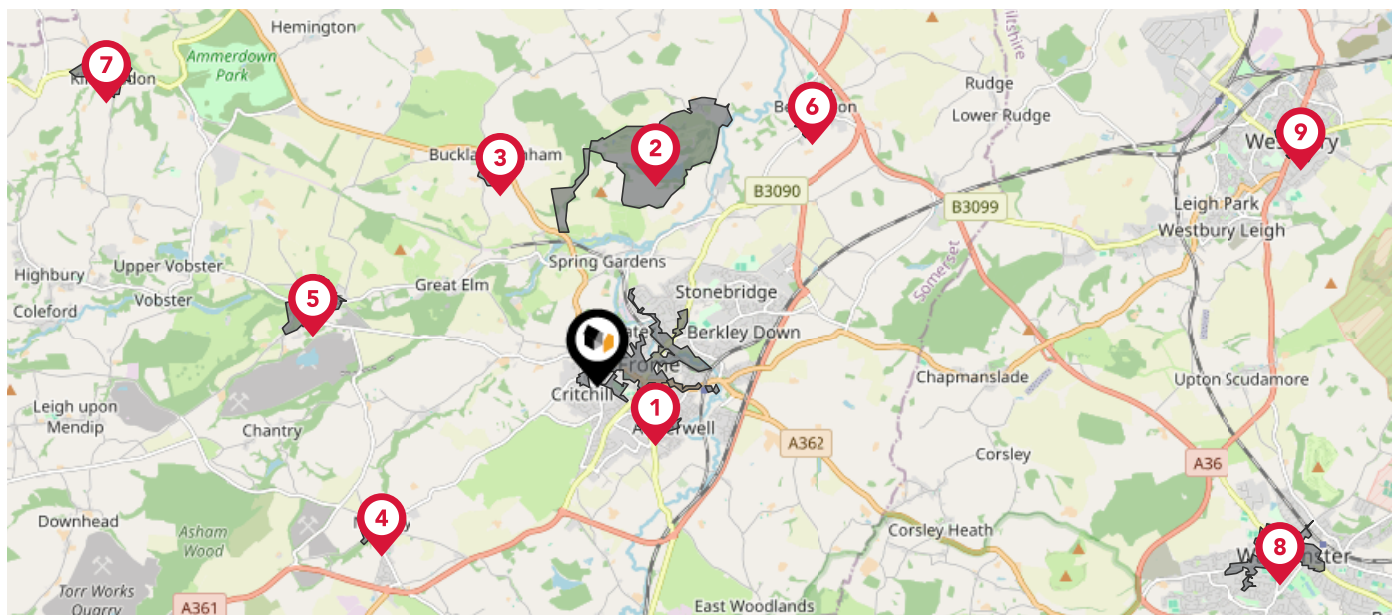 Hemington
Wiltshire
Ammerdown
Park
7
Rudge
6
Lower Rudge
9
2
3
B3090
B3099
Leigh Park
Westbury Leigh
Somerset
Spring Gardens
Highbury
Upper Vobster
Great Elm
Vobster
Coleford
5
Stonebridge
Berkley Down
Critchill
Chapmanslade
Upton Scudamore
Leigh upon
Mendip
1
Chantry
A362
Corsley
A36
4
Downhead
Asham
Wood
Corsley Heath
8
Torr Works
Quarry
A361
East Woodlands